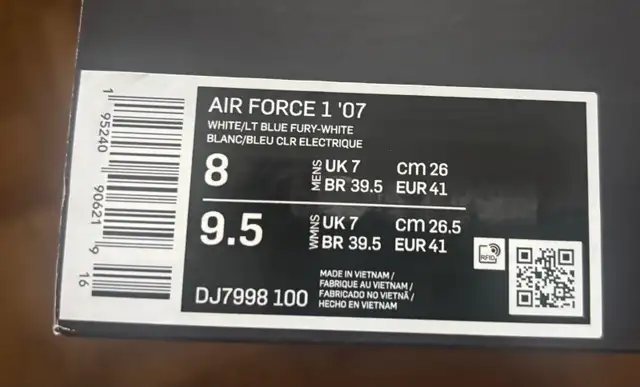 AIR FORCE 1 '07
WHITE/LT BLUE FURY-WHITE
BLANC/BLEU CLR ELECTRIQUE
8 MENS UK 7 CM 26
BR 39.5 EUR 41
9.5 WMNS UK 7 CM 26.5
BR 39.5 EUR 41
RFID
DJ7998 100
MADE IN VIETNAM /
FABRIQUE AU VIETNAM /
FABRICADO NO VIETNÃ /
HECHO EN VIETNAM
1 95240 90621 9 16